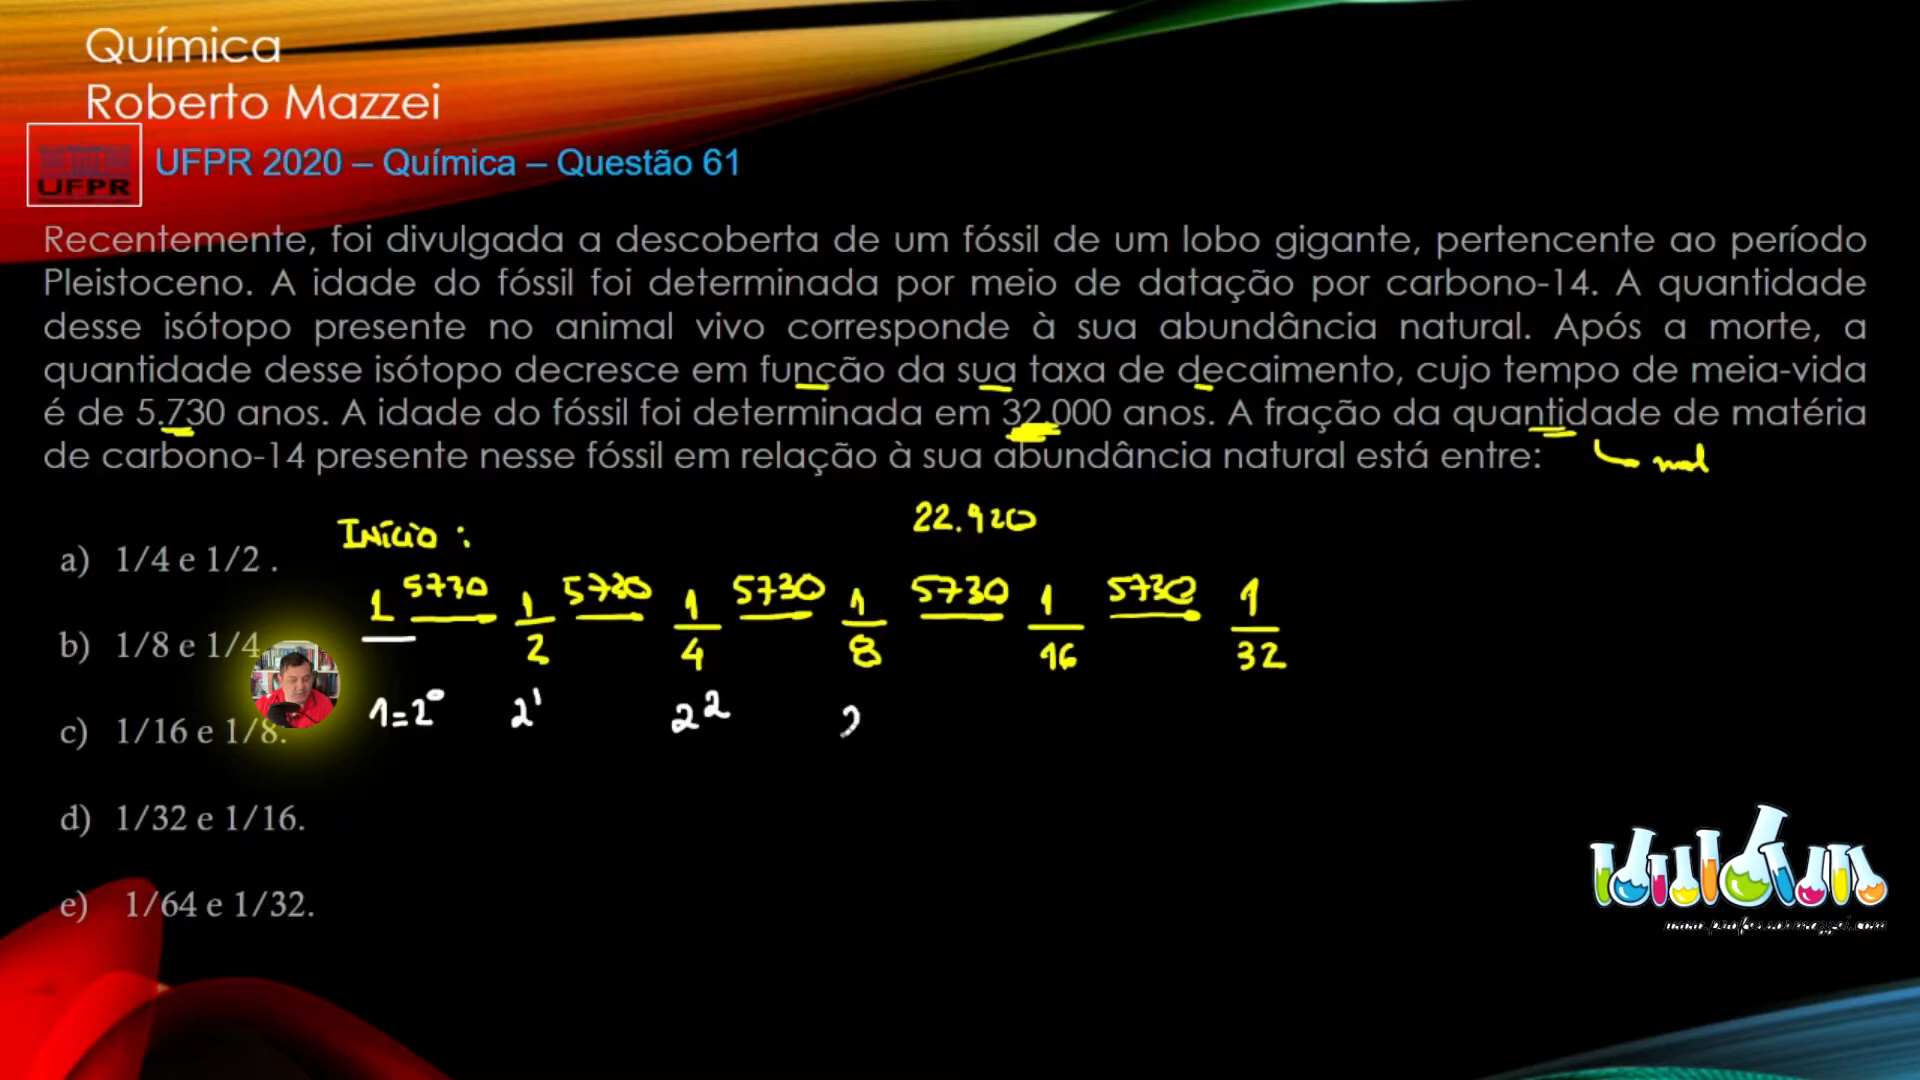 Química
Roberto Mazzei
UFPR
UFPR 2020 – Química – Questão 61
Recentemente, foi divulgada a descoberta de um fóssil de um lobo gigante, pertencente ao período
Pleistoceno. A idade do fóssil foi determinada por meio de datação por carbono-14. A quantidade
desse isótopo presente no animal vivo corresponde à sua abundância natural. Após a morte, a
quantidade desse isótopo decresce em função da sua taxa de decaimento, cujo tempo de meia-vida
é de 5.730 anos. A idade do fóssil foi determinada em 32.000 anos. A fração da quantidade de matéria
de carbono-14 presente nesse fóssil em relação à sua abundância natural está entre:
mol
Início :
22.920
a) 1/4 e 1/2 .
1 5730 1/2 5730 1/4 5730 1/8 5730 1/16 5730 1/32
b) 1/8 e 1/4
1=2⁰ 2¹ 2² 2
c) 1/16 e 1/8.
d) 1/32 e 1/16.
e) 1/64 e 1/32.
www.professormazzei.com